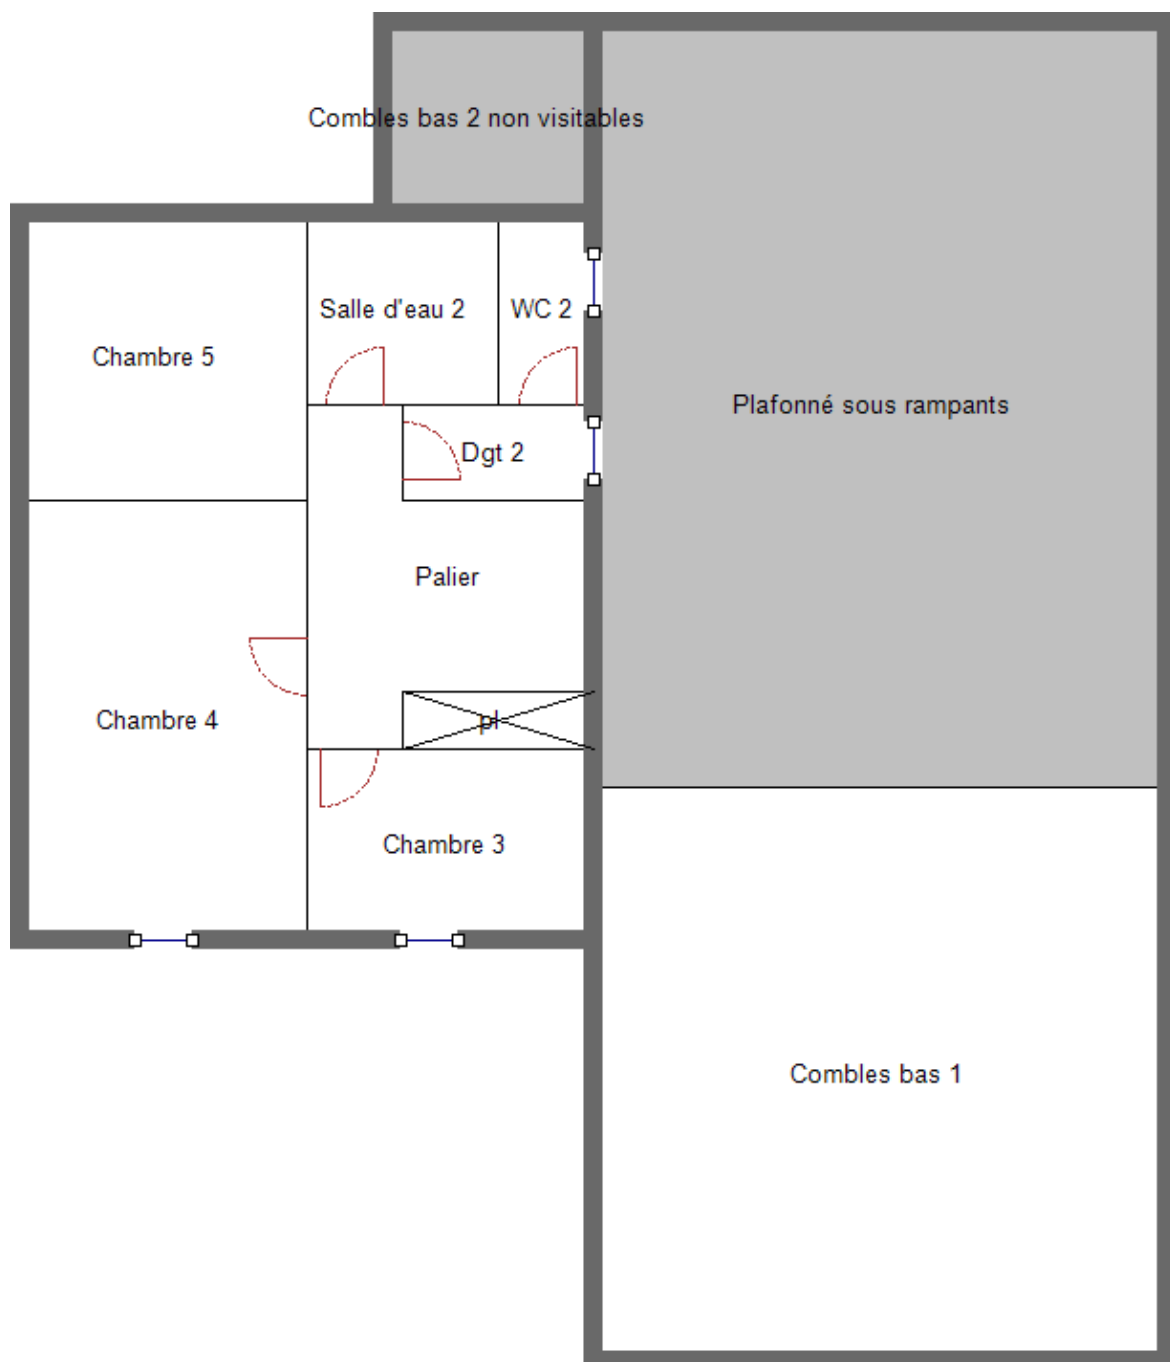 Combles bas 2 non visitables
Salle d'eau 2
WC 2
Chambre 5
Plafonné sous rampants
Dgt 2
Palier
Chambre 4
pl
Chambre 3
Combles bas 1